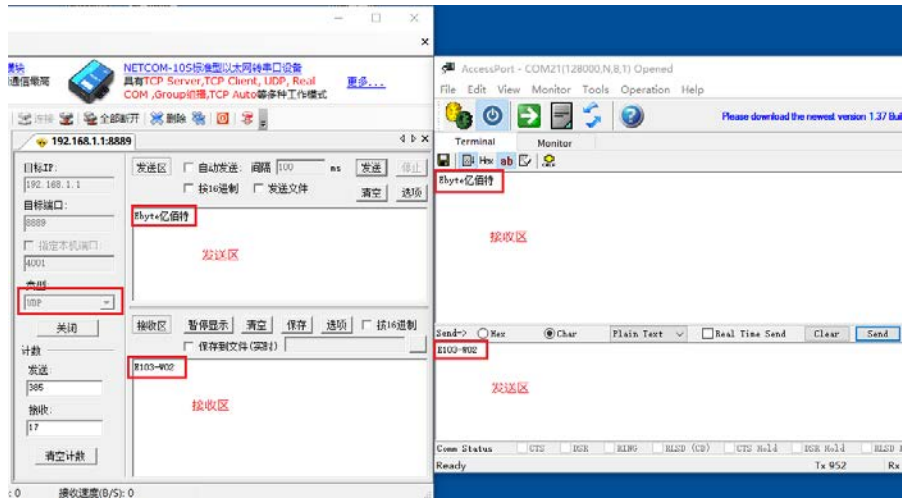 模块
通信最高
NETCOM-10S标准型以太网转串口设备
具有TCP Server,TCP Client, UDP, Real
COM ,Group组播,TCP Auto等多种工作模式
更多...
连接
全部断开
删除
192.168.1.1:8889
目标IP:
192.168.1.1
目标端口:
8889
指定本机端口:
4001
类型:
UDP
关闭
计数
发送:
385
接收:
17
清空计数
发送区
自动发送: 间隔 100 ms
发送
停止
按16进制
发送文件
清空
选项
Ebyte亿佰特
发送区
接收区
暂停显示
清空
保存
选项
按16进制
保存到文件(实时)
E103-W02
接收区
: 0
接收速度(B/S): 0
AccessPort - COM21(128000,N,8,1) Opened
File Edit View Monitor Tools Operation Help
Please download the newest version 1.37
Terminal
Monitor
Hex
ab
Ebyte亿佰特
接收区
Send->
Hex
Char
Plain Text
Real Time Send
Clear
Send
E103-W02
发送区
Comm Status
CTS
DSR
RING
RLSD (CD)
CTS Hold
DSR Hold
RLSD
Ready
Tx 952
Rx